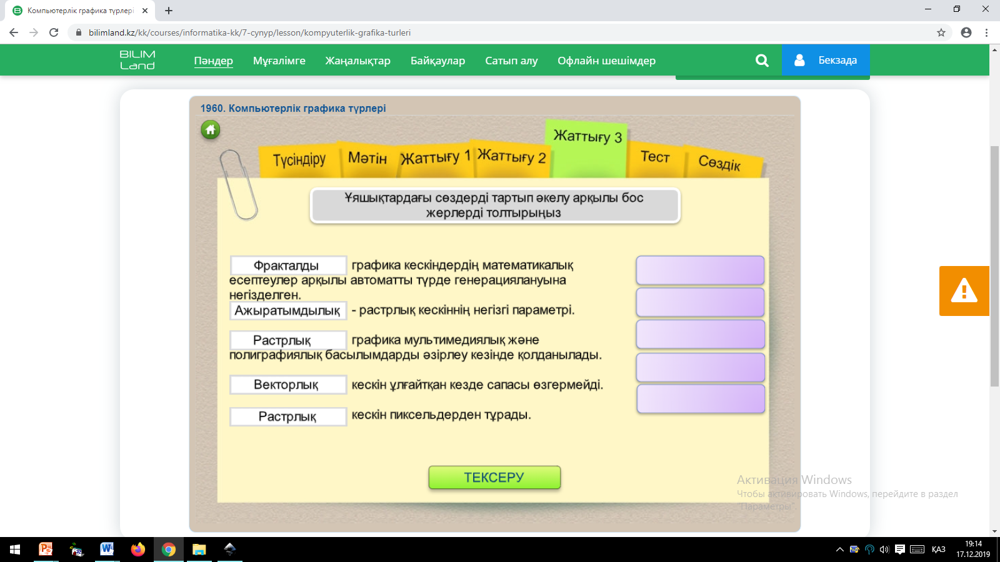 Компьютерлік графика түрлері
bilimland.kz/kk/courses/informatika-kk/7-сynyp/lesson/kompyuterlik-grafika-turleri
BILIM
Land
Пәндер
Мұғалімге
Жаңалықтар
Байқаулар
Сатып алу
Офлайн шешімдер
Бекзада
1960. Компьютерлік графика түрлері
Түсіндіру
Мәтін
Жаттығу 1
Жаттығу 2
Жаттығу 3
Тест
Сөздік
Ұяшықтардағы сөздерді тартып әкелу арқылы бос
жерлерді толтырыңыз
Фракталды графика кескіндердің математикалық
есептеулер арқылы автоматты түрде генерациялануына
негізделген.
Ажыратымдылық - растрлық кескіннің негізгі параметрі.
Растрлық графика мультимедиялық және
полиграфиялық басылымдарды әзірлеу кезінде қолданылады.
Векторлық кескін ұлғайтқан кезде сапасы өзгермейді.
Растрлық кескін пиксельдерден тұрады.
ТЕКСЕРУ
Активация Windows
Чтобы активировать Windows, перейдите в раздел
"Параметры".
ҚАЗ
19:14
17.12.2019